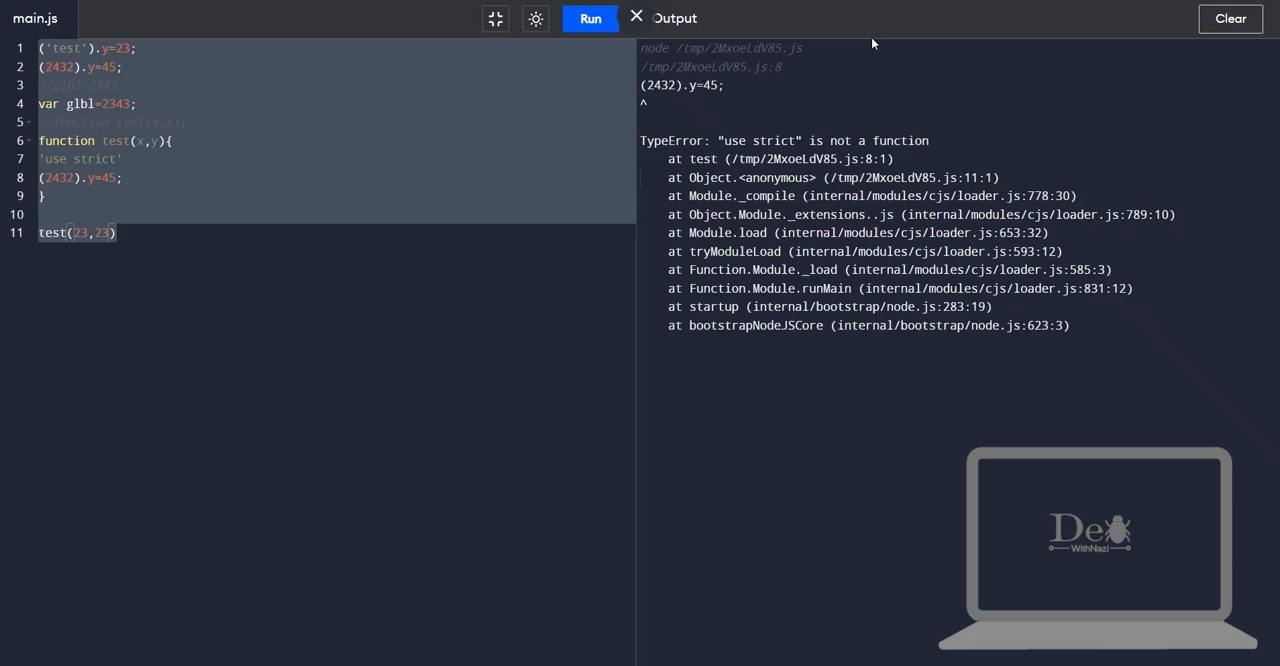 main.js
Run
Output
Clear
1 ('test').y=23;
2 (2432).y=45;
3 //glbl=2343;
4 var glbl=2343;
5 //function test(x,x){
6 function test(x,y){
7 'use strict'
8 (2432).y=45;
9 }
10
11 test(23,23)
node /tmp/2MxoeLdV85.js
/tmp/2MxoeLdV85.js:8
(2432).y=45;
^
TypeError: "use strict" is not a function
at test (/tmp/2MxoeLdV85.js:8:1)
at Object.<anonymous> (/tmp/2MxoeLdV85.js:11:1)
at Module._compile (internal/modules/cjs/loader.js:778:30)
at Object.Module._extensions..js (internal/modules/cjs/loader.js:789:10)
at Module.load (internal/modules/cjs/loader.js:653:32)
at tryModuleLoad (internal/modules/cjs/loader.js:593:12)
at Function.Module._load (internal/modules/cjs/loader.js:585:3)
at Function.Module.runMain (internal/modules/cjs/loader.js:831:12)
at startup (internal/bootstrap/node.js:283:19)
at bootstrapNodeJSCore (internal/bootstrap/node.js:623:3)
De
WithNazi